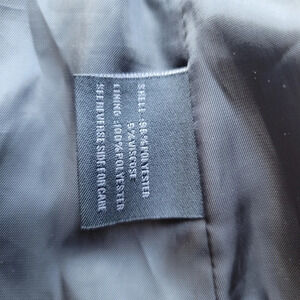 SHELL :95%POLYESTER
5%VISCOSE
LINING :100%POLYESTER
SEE REVERSE SIDE FOR CARE